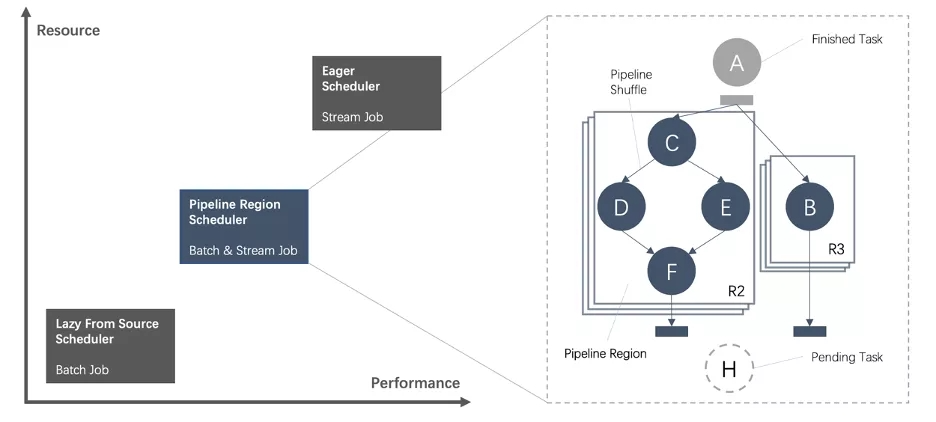 Resource
Eager
Scheduler
Stream Job
Pipeline Region
Scheduler
Batch & Stream Job
Lazy From Source
Scheduler
Batch Job
Performance
A
Finished Task
Pipeline
Shuffle
C
D
E
B
F
R3
R2
Pipeline Region
H
Pending Task